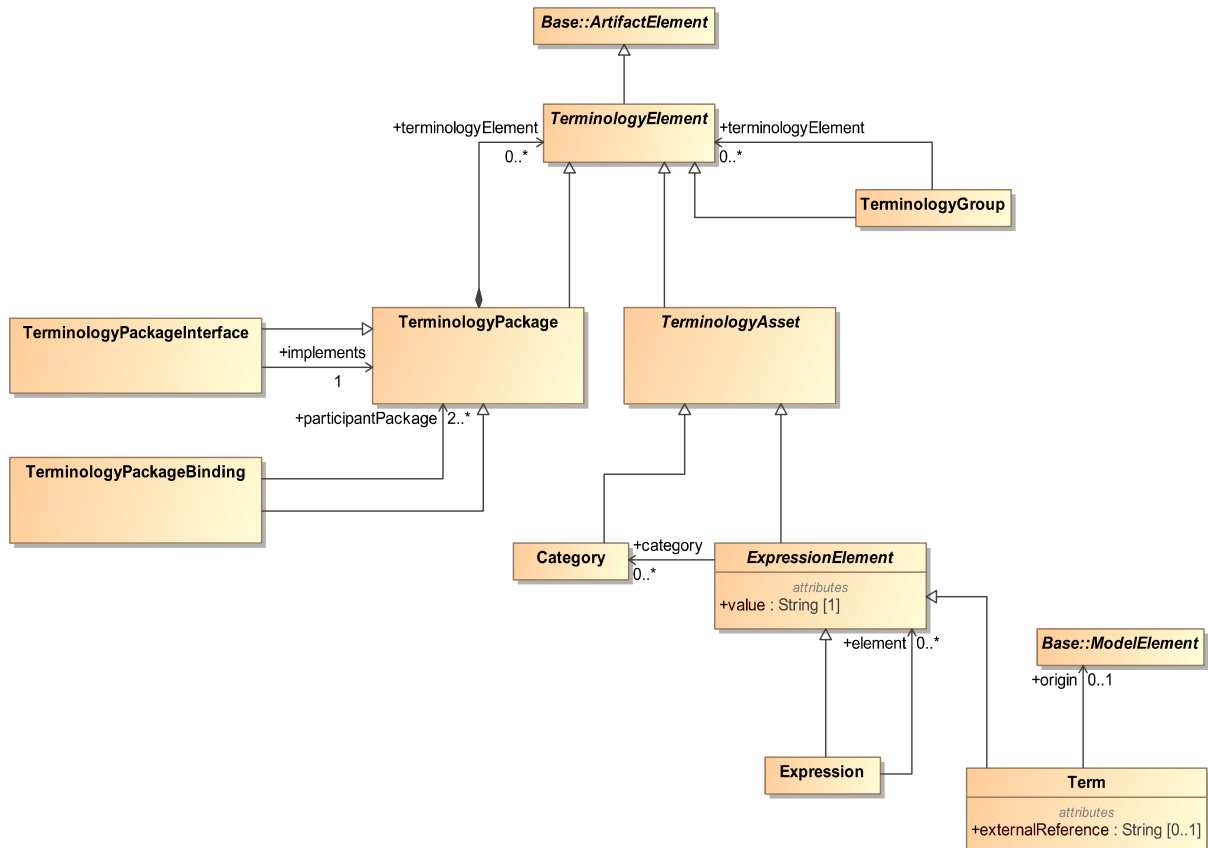 Base::ArtifactElement
TerminologyElement
+terminologyElement
0..*
+terminologyElement
0..*
TerminologyGroup
TerminologyPackageInterface
+implements
1
TerminologyPackage
TerminologyAsset
+participantPackage
2..*
TerminologyPackageBinding
Category
+category
0..*
ExpressionElement
attributes
+value : String [1]
+element
0..*
Base::ModelElement
+origin
0..1
Expression
Term
attributes
+externalReference : String [0..1]